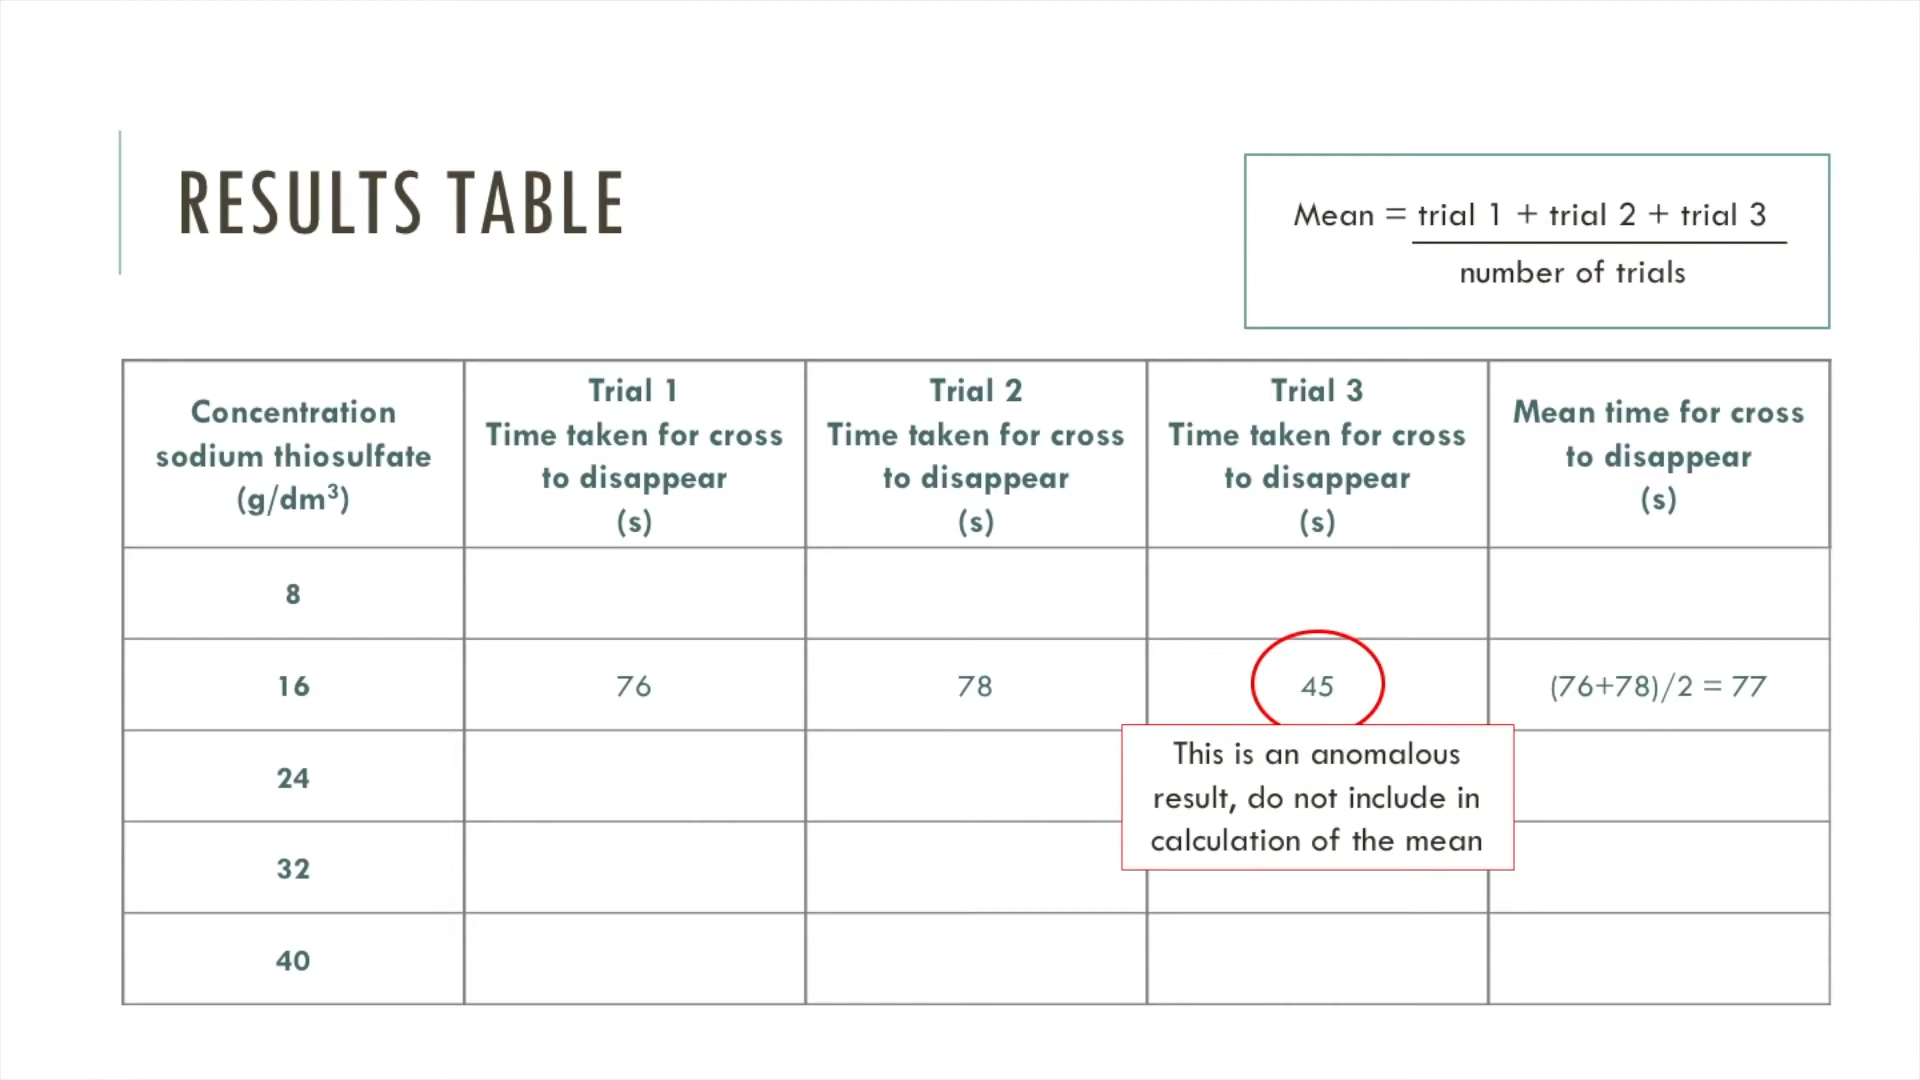 RESULTS TABLE
Mean = trial 1 + trial 2 + trial 3
number of trials
Concentration
sodium thiosulfate
(g/dm³)
Trial 1
Time taken for cross
to disappear
(s)
Trial 2
Time taken for cross
to disappear
(s)
Trial 3
Time taken for cross
to disappear
(s)
Mean time for cross
to disappear
(s)
8
16
76
78
45
(76+78)/2 = 77
This is an anomalous
result, do not include in
calculation of the mean
24
32
40